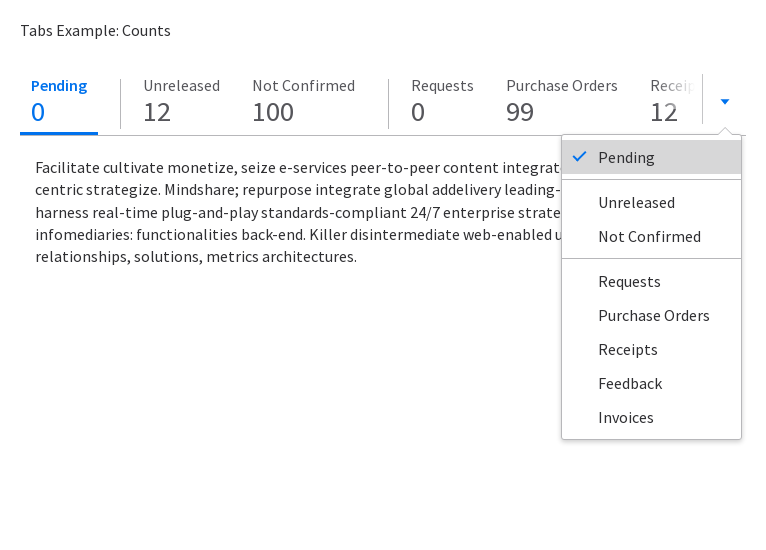 Tabs Example: Counts
Pending Unreleased Not Confirmed Requests Purchase Orders
0 12 100 0 99 12
Facilitate cultivate monetize, seize e-services peer-to-peer content
centric strategize. Mindshare; repurpose integrate global addelivery leading-
harness real-time plug-and-play standards-compliant 24/7 enterprise
infomediaries: functionalities back-end. Killer disintermediate web-enabled
relationships, solutions, metrics architectures.
Pending
Unreleased
Not Confirmed
Requests
Purchase Orders
Receipts
Feedback
Invoices